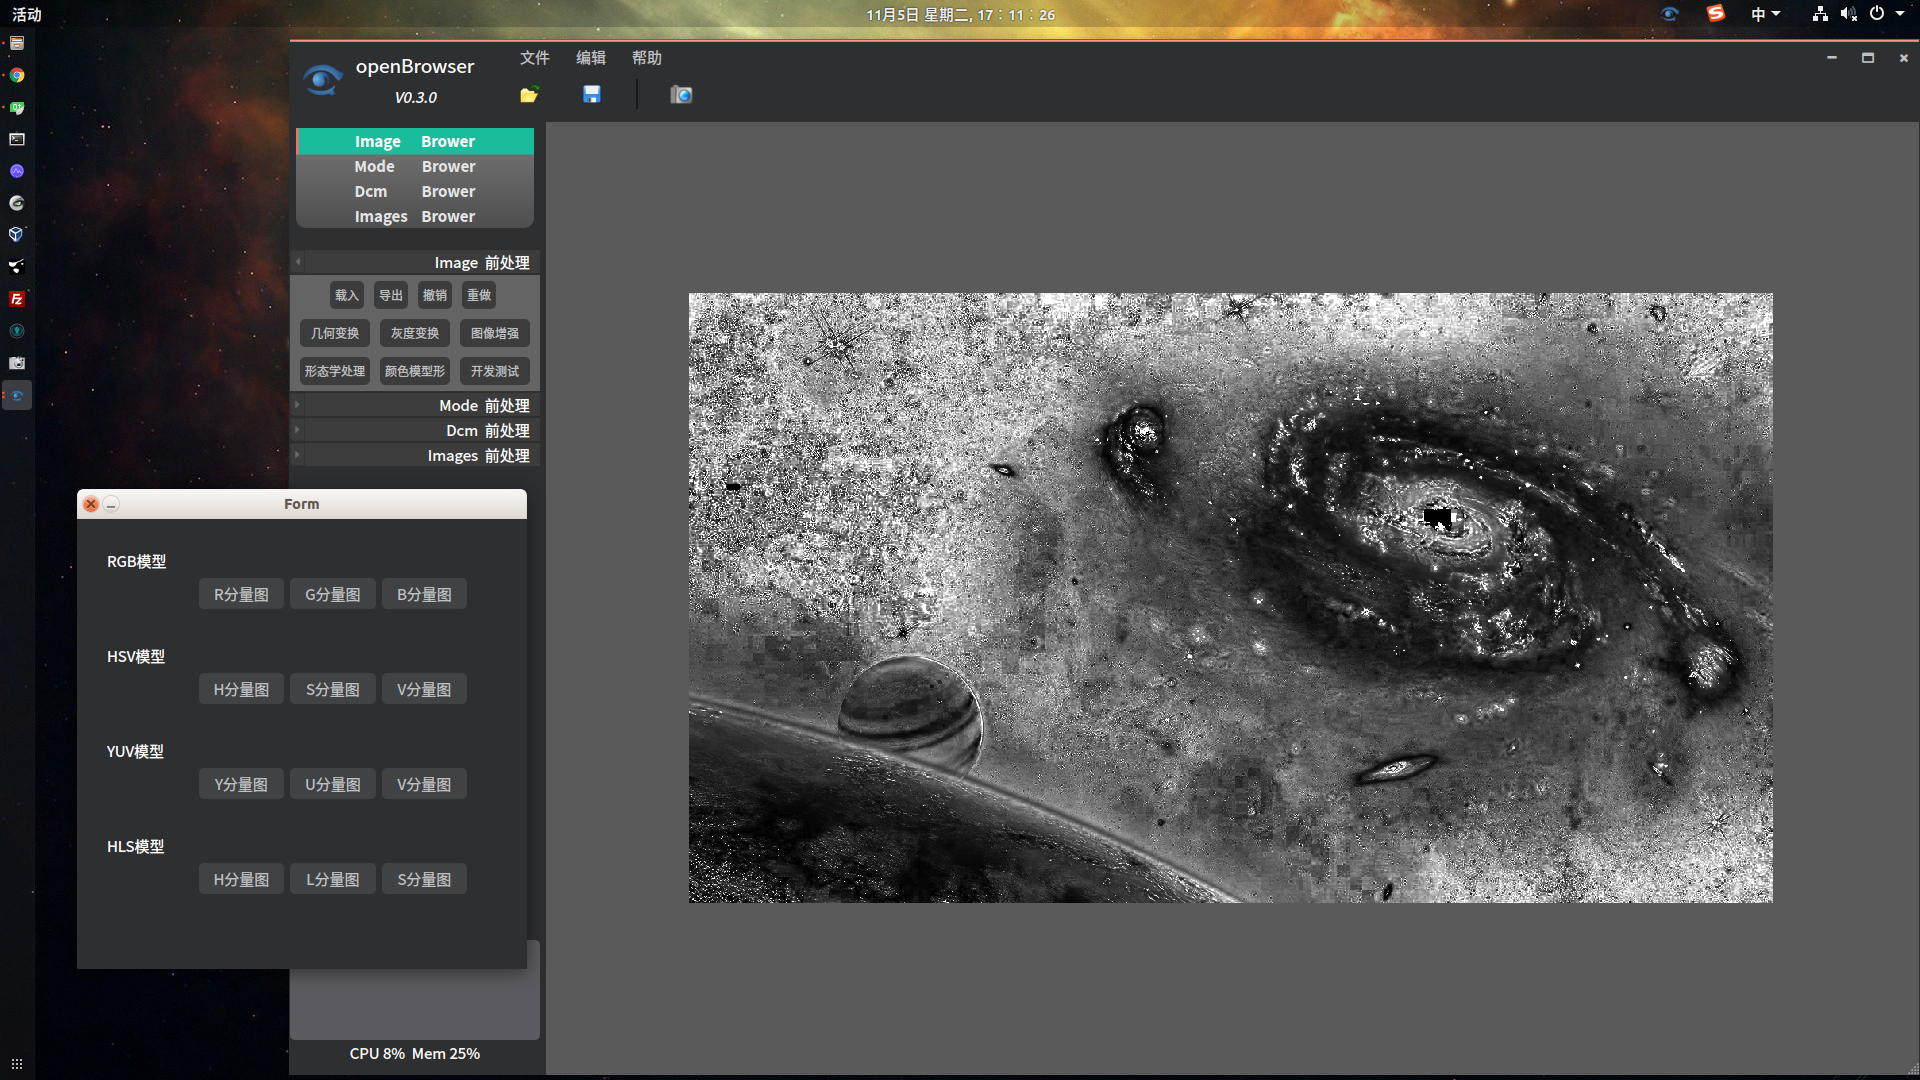 活动
11月5日 星期二, 17：11：26
中
openBrowser
V0.3.0
文件 编辑 帮助
Image Brower
Mode Brower
Dcm Brower
Images Brower
Image 前处理
载入 导出 撤销 重做
几何变换 灰度变换 图像增强
形态学处理 颜色模型形 开发测试
Mode 前处理
Dcm 前处理
Images 前处理
Form
RGB模型
R分量图 G分量图 B分量图
HSV模型
H分量图 S分量图 V分量图
YUV模型
Y分量图 U分量图 V分量图
HLS模型
H分量图 L分量图 S分量图
CPU 8% Mem 25%